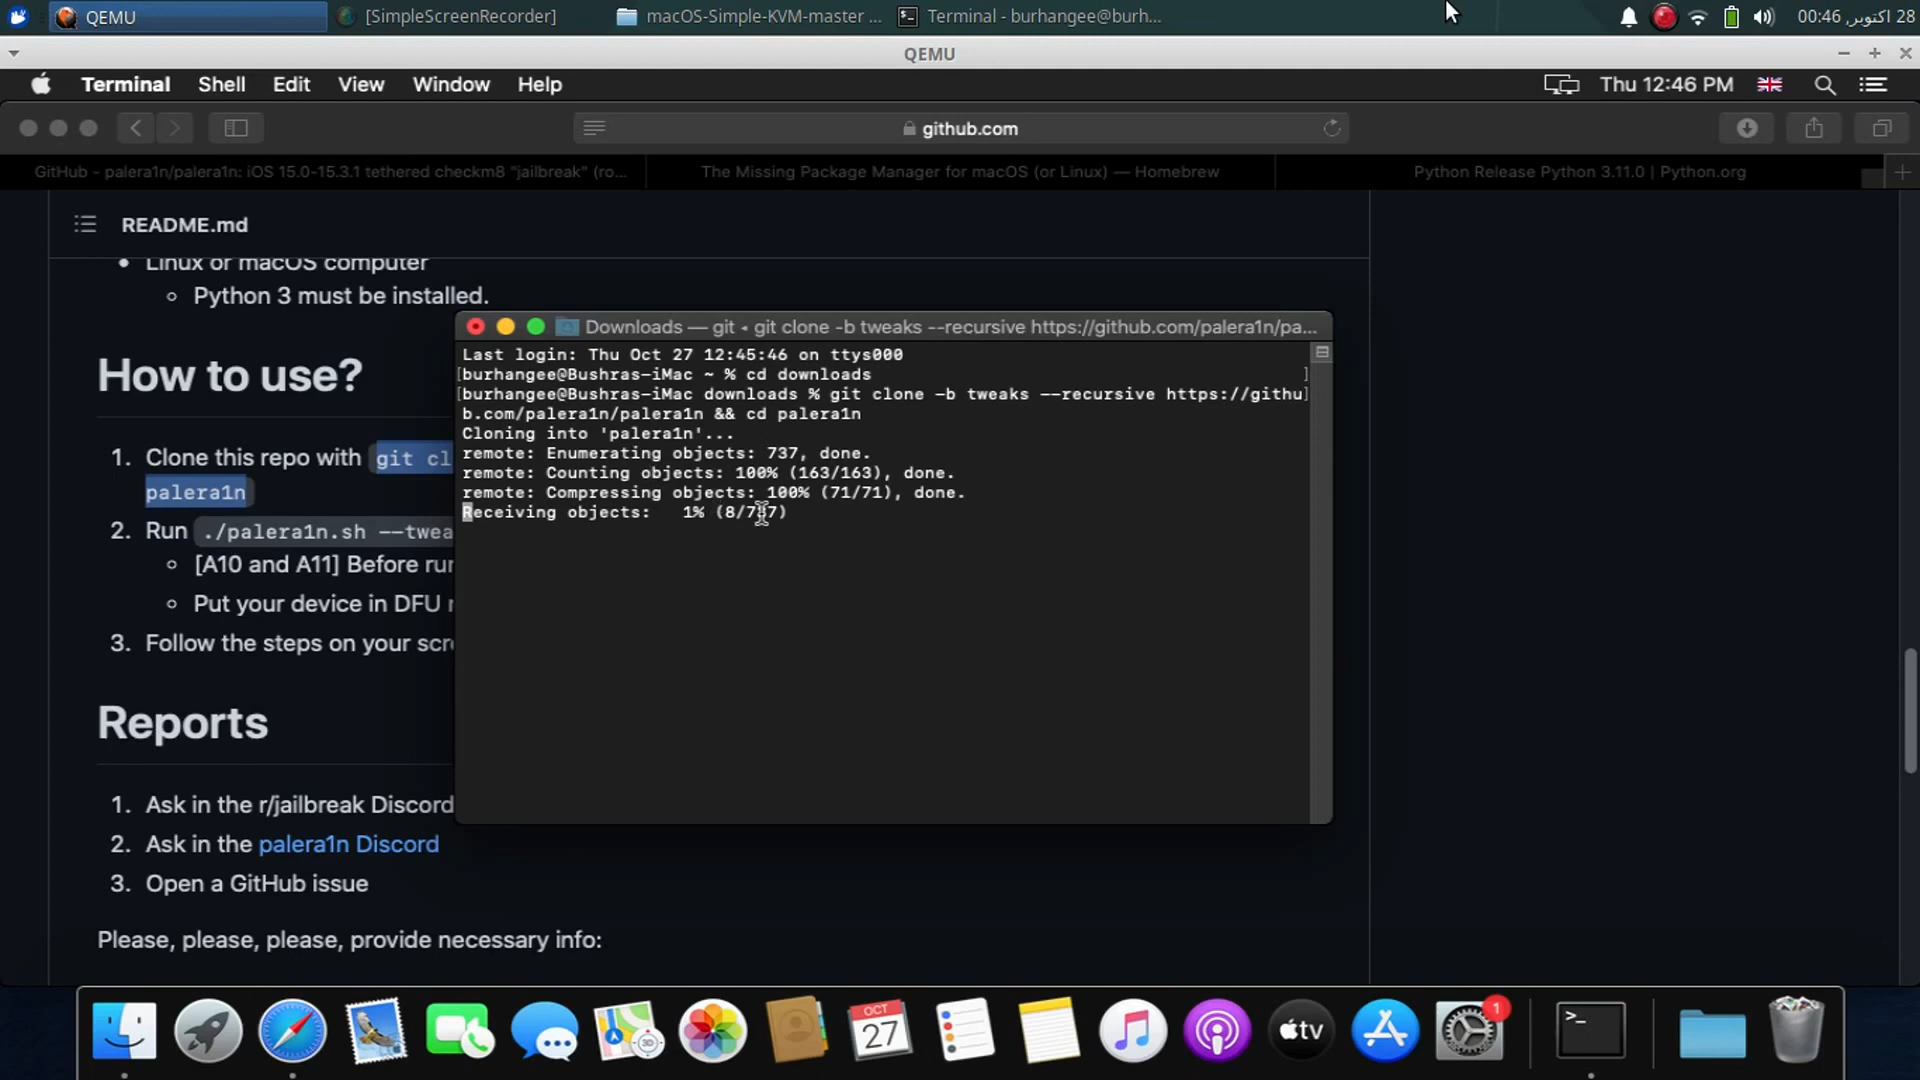 QEMU
[SimpleScreenRecorder]
macOS-Simple-KVM-master ...
Terminal - burhangee@burh...
28 اكتوبر, 00:46
QEMU
Terminal Shell Edit View Window Help
Thu 12:46 PM
github.com
GitHub - palera1n/palera1n: iOS 15.0-15.3.1 tethered checkm8 "jailbreak" (ro...
The Missing Package Manager for macOS (or Linux) — Homebrew
Python Release Python 3.11.0 | Python.org
README.md
Linux or macOS computer
Python 3 must be installed.
How to use?
1. Clone this repo with git cl
palera1n
2. Run ./palera1n.sh --twea
[A10 and A11] Before run
Put your device in DFU
3. Follow the steps on your scre
Reports
1. Ask in the r/jailbreak Discord
2. Ask in the palera1n Discord
3. Open a GitHub issue
Please, please, please, provide necessary info:
Downloads — git ◂ git clone -b tweaks --recursive https://github.com/palera1n/pa...
Last login: Thu Oct 27 12:45:46 on ttys000
[burhangee@Bushras-iMac ~ % cd downloads ]
[burhangee@Bushras-iMac downloads % git clone -b tweaks --recursive https://githu]
b.com/palera1n/palera1n && cd palera1n
Cloning into 'palera1n'...
remote: Enumerating objects: 737, done.
remote: Counting objects: 100% (163/163), done.
remote: Compressing objects: 100% (71/71), done.
Receiving objects: 1% (8/737)
OCT
27
tv
1
>_